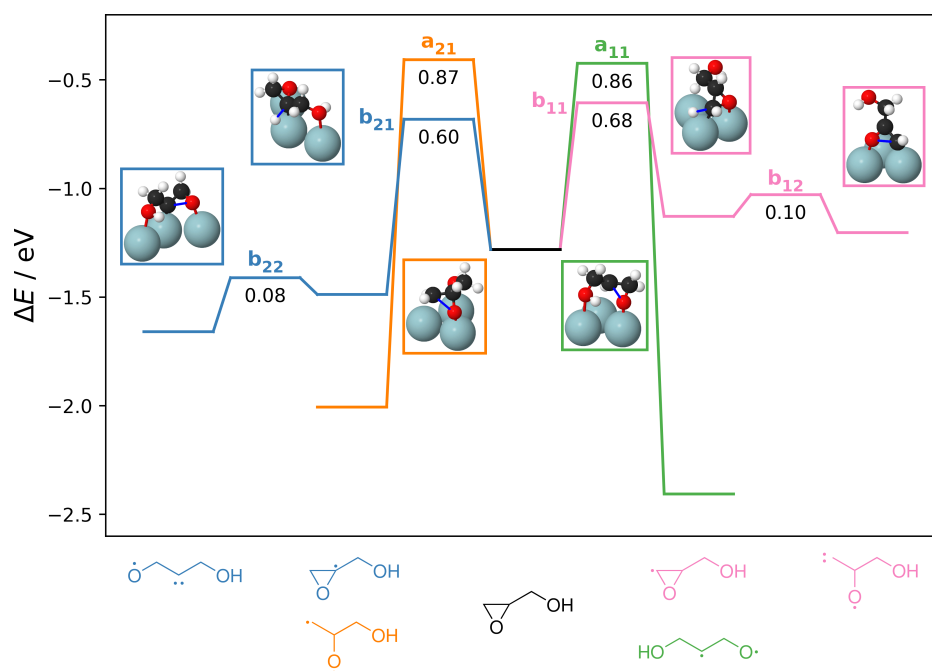 a21
a11
−0.5
0.87
0.86
b21
b11
0.60
0.68
−1.0
b12
0.10
ΔE / eV
b22
0.08
−1.5
−2.0
−2.5
O OH
O OH
O OH
O OH
O OH
OH O
HO O